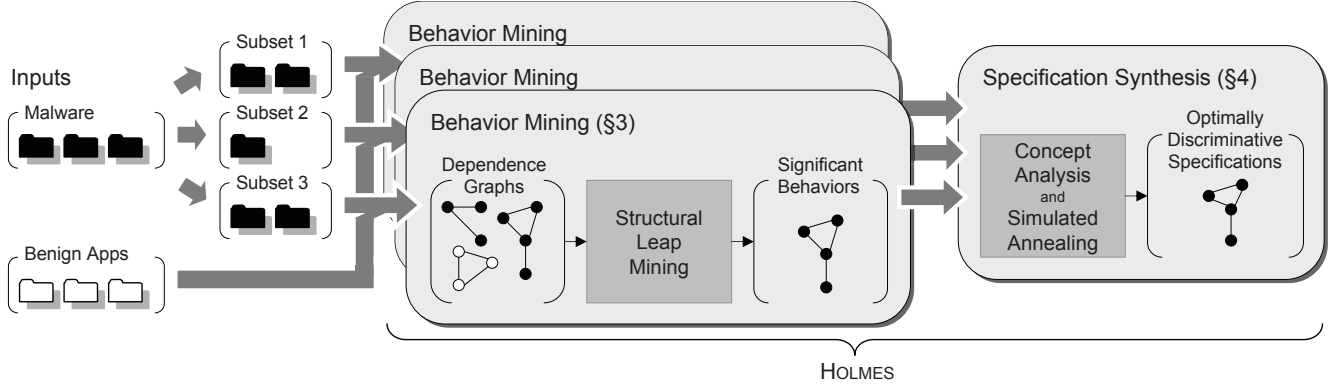 Inputs
Malware
Benign Apps
Subset 1
Subset 2
Subset 3
Behavior Mining
Behavior Mining
Behavior Mining (§3)
Dependence
Graphs
Structural
Leap
Mining
Significant
Behaviors
Specification Synthesis (§4)
Concept
Analysis
and
Simulated
Annealing
Optimally
Discriminative
Specifications
HOLMES